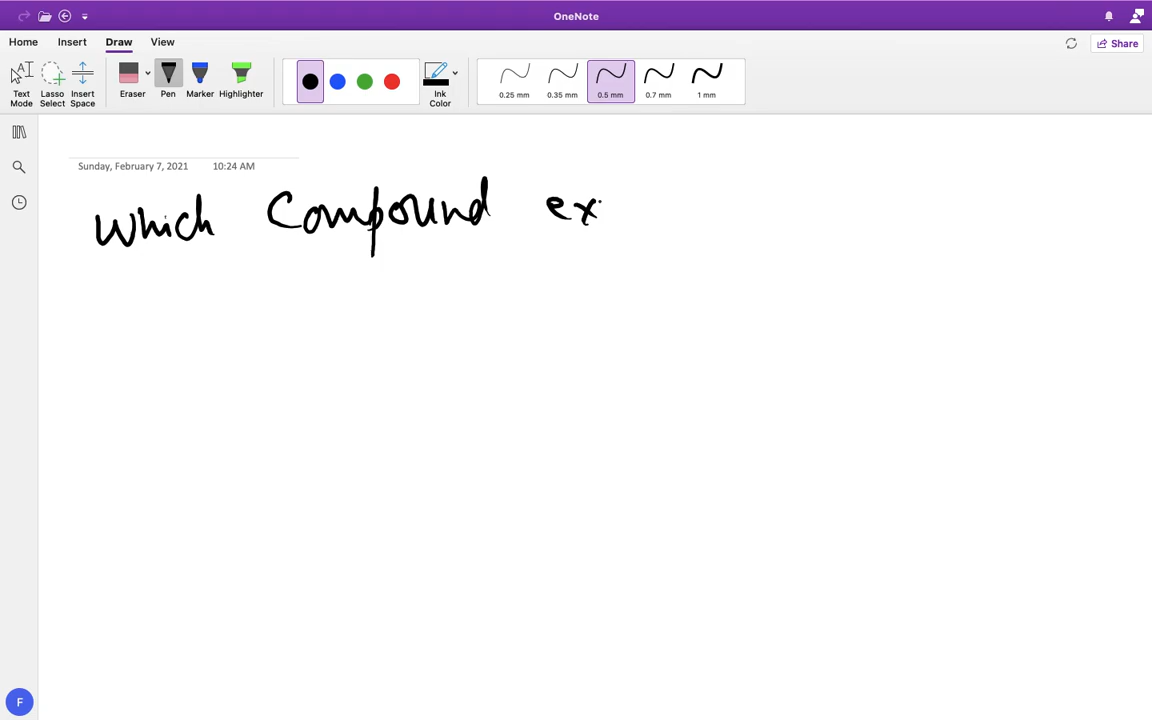 OneNote
Home Insert Draw View
Share
Text Mode Lasso Select Insert Space Eraser Pen Marker Highlighter Ink Color 0.25 mm 0.35 mm 0.5 mm 0.7 mm 1 mm
Sunday, February 7, 2021 10:24 AM
Which Compound ex
F